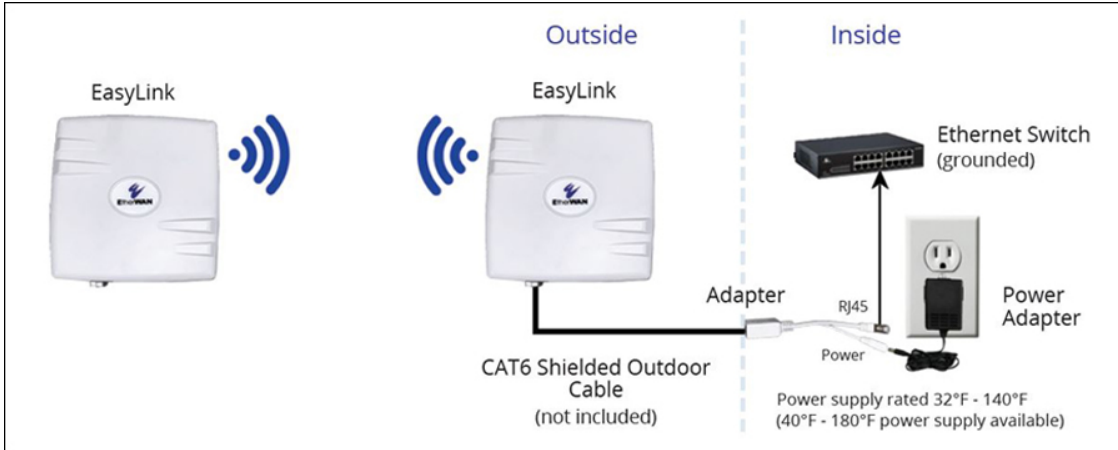 Outside
Inside
EasyLink
EasyLink
EtherWAN
EtherWAN
Ethernet Switch
(grounded)
Adapter
RJ45
Power
Power
Adapter
CAT6 Shielded Outdoor
Cable
(not included)
Power supply rated 32°F - 140°F
(40°F - 180°F power supply available)